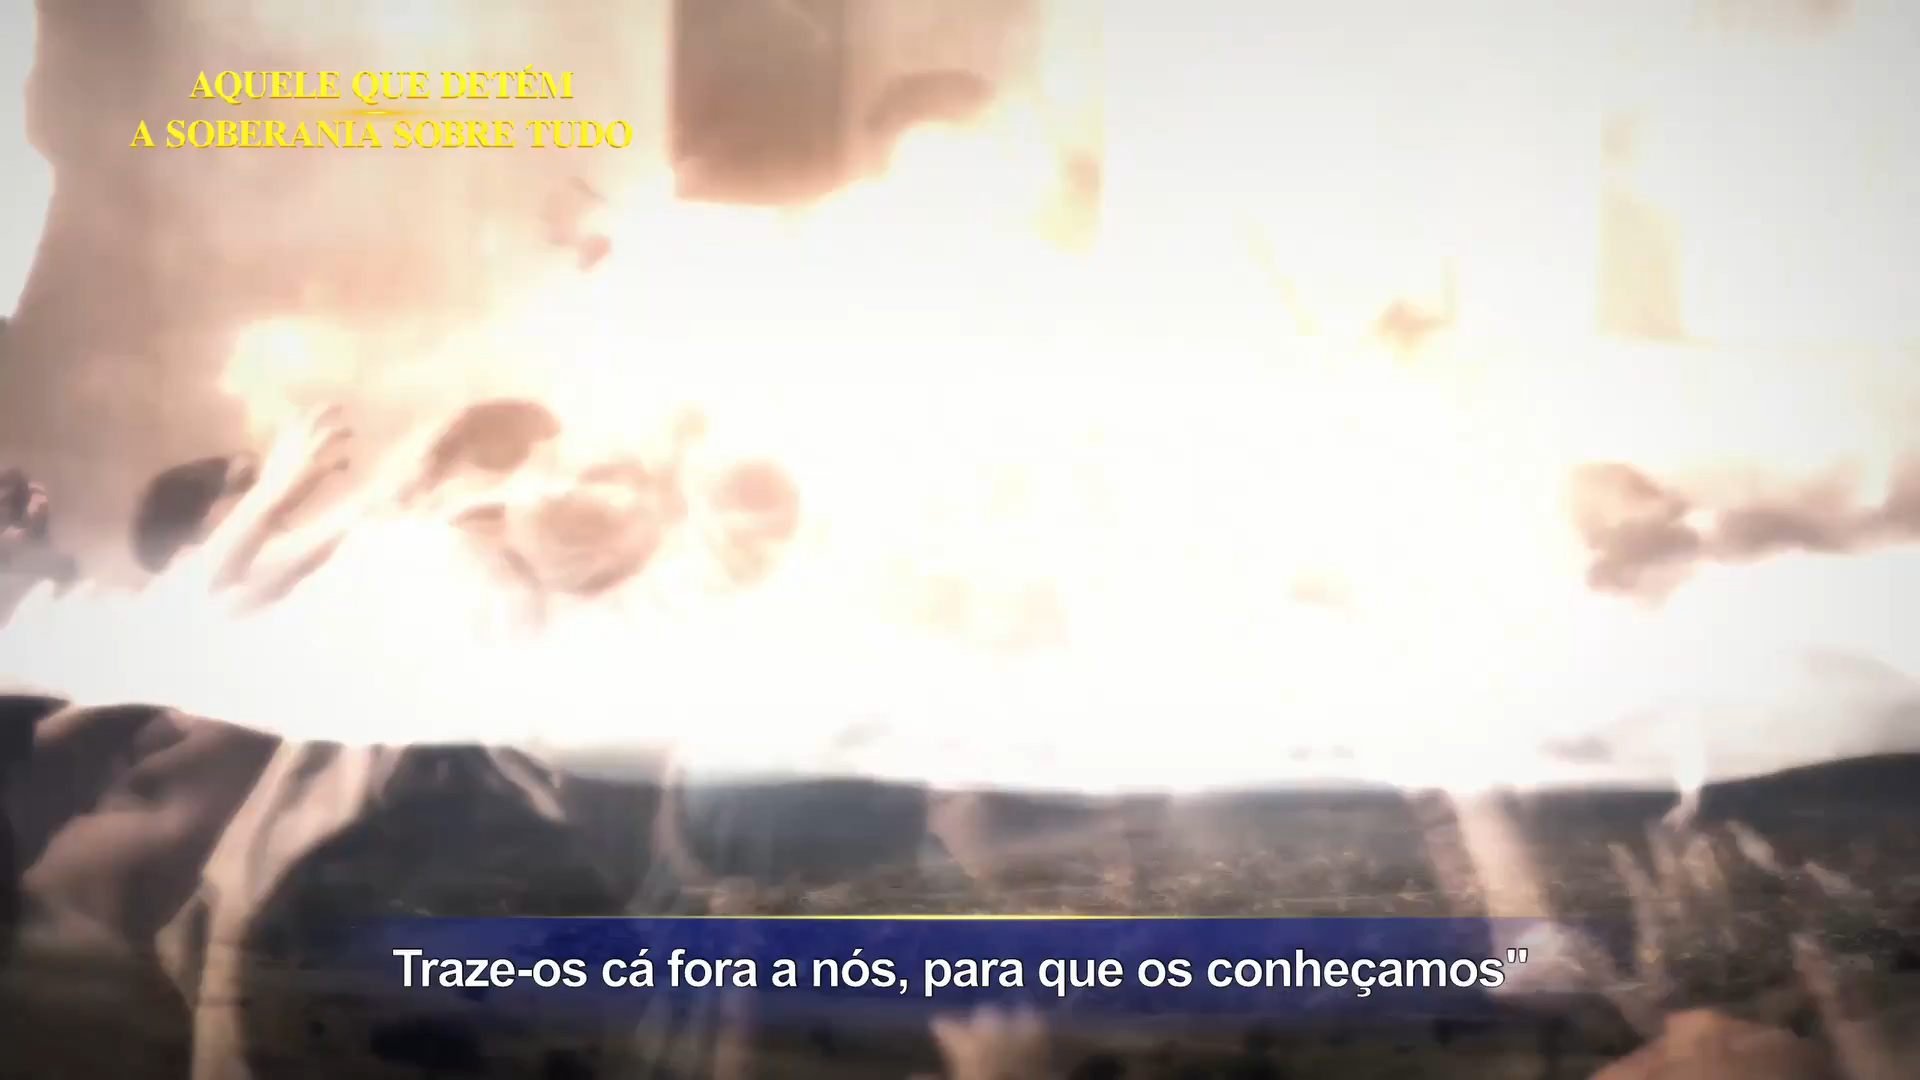 AQUELE QUE DETÉM
A SOBERANIA SOBRE TUDO
Traze-os cá fora a nós, para que os conheçamos"